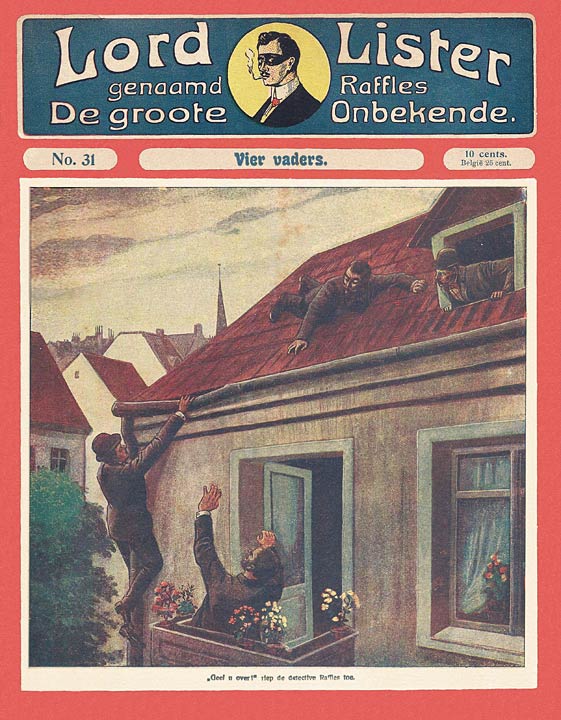 Lord Lister
genaamd Raffles
De groote Onbekende.
No. 31
Vier vaders.
10 cents.
België 25 cent.
„Geef u over!” riep de detective Raffles toe.